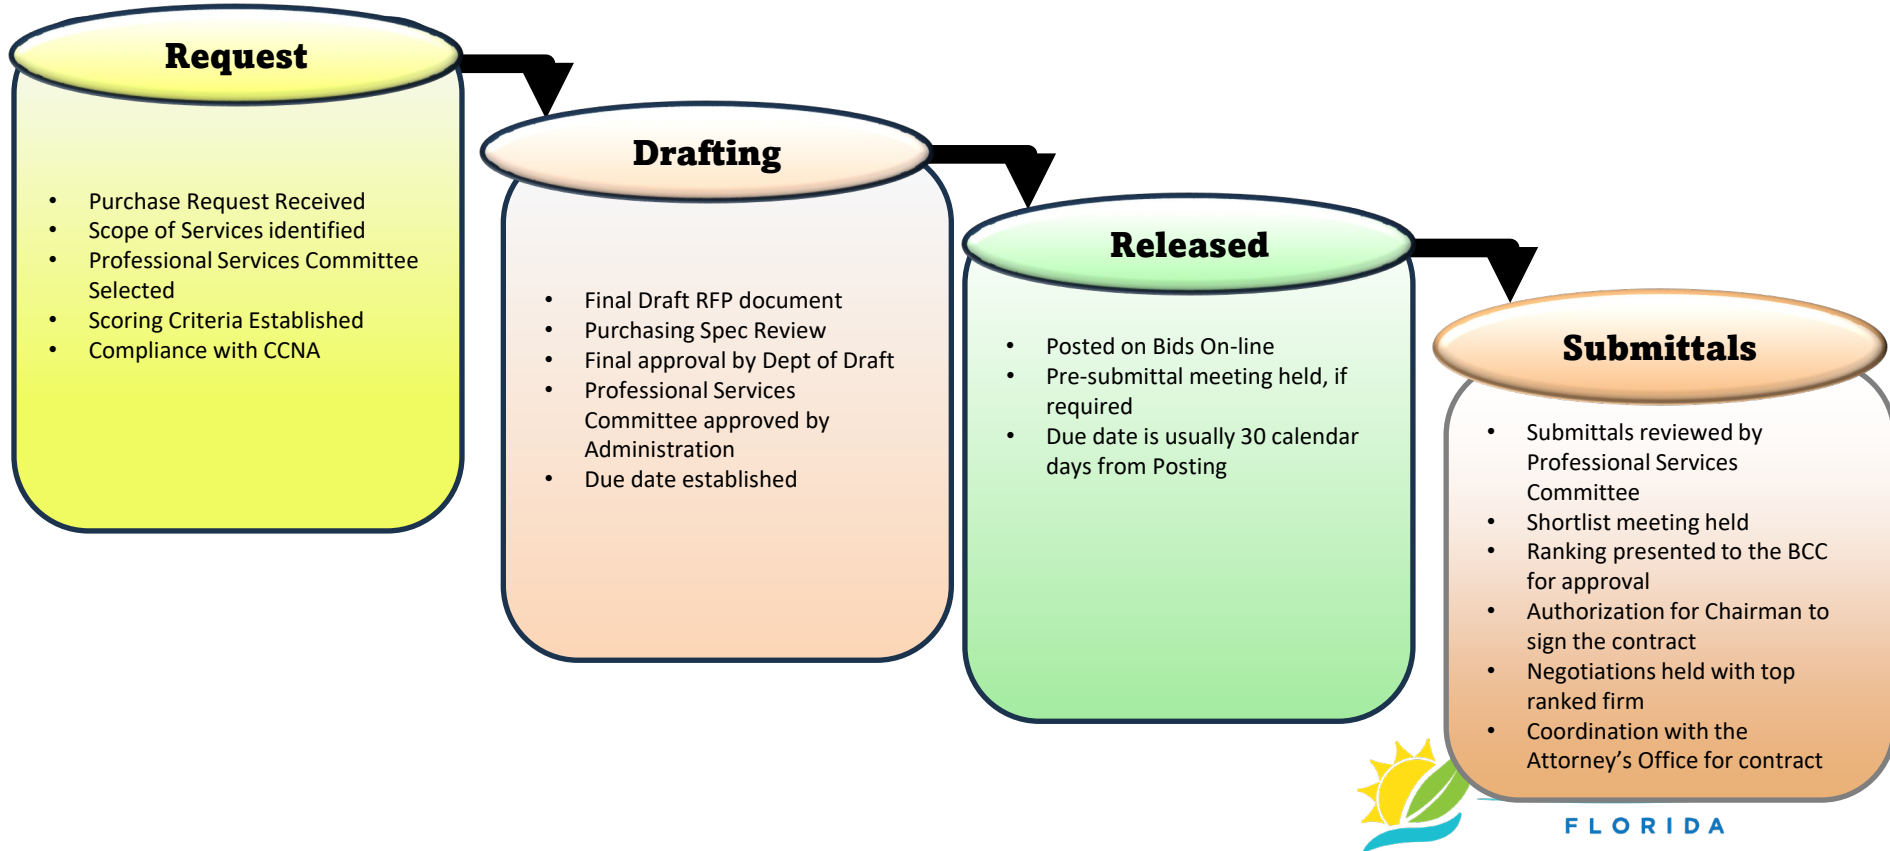 Request
• Purchase Request Received
• Scope of Services identified
• Professional Services Committee
Selected
• Scoring Criteria Established
• Compliance with CCNA
Drafting
• Final Draft RFP document
• Purchasing Spec Review
• Final approval by Dept of Draft
• Professional Services
Committee approved by
Administration
• Due date established
Released
• Posted on Bids On-line
• Pre-submittal meeting held, if
required
• Due date is usually 30 calendar
days from Posting
Submittals
• Submittals reviewed by
Professional Services
Committee
• Shortlist meeting held
• Ranking presented to the BCC
for approval
• Authorization for Chairman to
sign the contract
• Negotiations held with top
ranked firm
• Coordination with the
Attorney’s Office for contract
FLORIDA